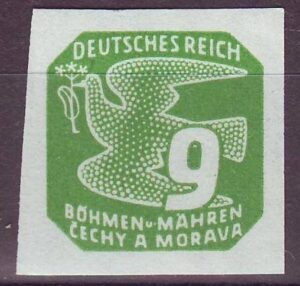 DEUTSCHES REICH
9
BÖHMEN u. MÄHREN
ČECHY A MORAVA